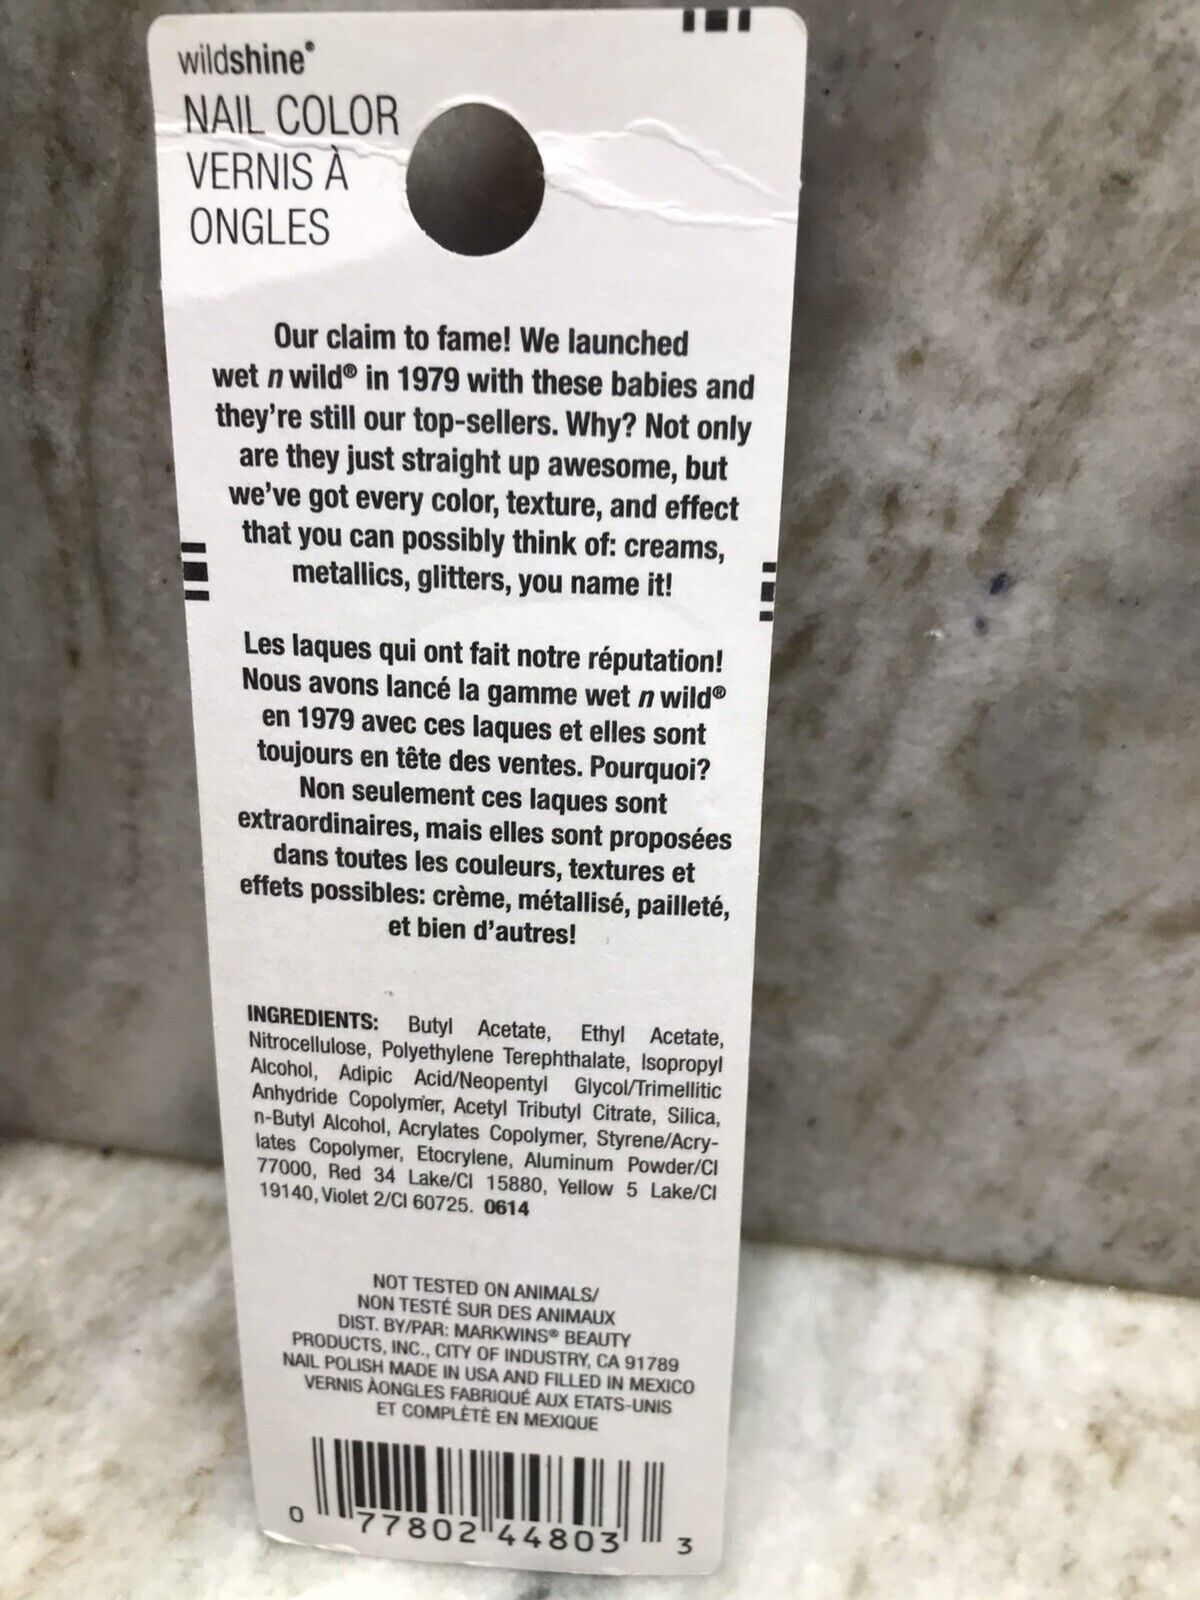 wildshine®
NAIL COLOR
VERNIS À
ONGLES
Our claim to fame! We launched
wet n wild® in 1979 with these babies and
they're still our top-sellers. Why? Not only
are they just straight up awesome, but
we've got every color, texture, and effect
that you can possibly think of: creams,
metallics, glitters, you name it!
Les laques qui ont fait notre réputation!
Nous avons lancé la gamme wet n wild®
en 1979 avec ces laques et elles sont
toujours en tête des ventes. Pourquoi?
Non seulement ces laques sont
extraordinaires, mais elles sont proposées
dans toutes les couleurs, textures et
effets possibles: crème, métallisé, pailleté,
et bien d'autres!
INGREDIENTS: Butyl Acetate, Ethyl Acetate,
Nitrocellulose, Polyethylene Terephthalate, Isopropyl
Alcohol, Adipic Acid/Neopentyl Glycol/Trimellitic
Anhydride Copolymer, Acetyl Tributyl Citrate, Silica,
n-Butyl Alcohol, Acrylates Copolymer, Styrene/Acry-
lates Copolymer, Etocrylene, Aluminum Powder/CI
77000, Red 34 Lake/CI 15880, Yellow 5 Lake/CI
19140, Violet 2/CI 60725. 0614
NOT TESTED ON ANIMALS/
NON TESTÉ SUR DES ANIMAUX
DIST. BY/PAR: MARKWINS® BEAUTY
PRODUCTS, INC., CITY OF INDUSTRY, CA 91789
NAIL POLISH MADE IN USA AND FILLED IN MEXICO
VERNIS ÀONGLES FABRIQUÉ AUX ETATS-UNIS
ET COMPLÈTÈ EN MEXIQUE
0 77802 44803 3